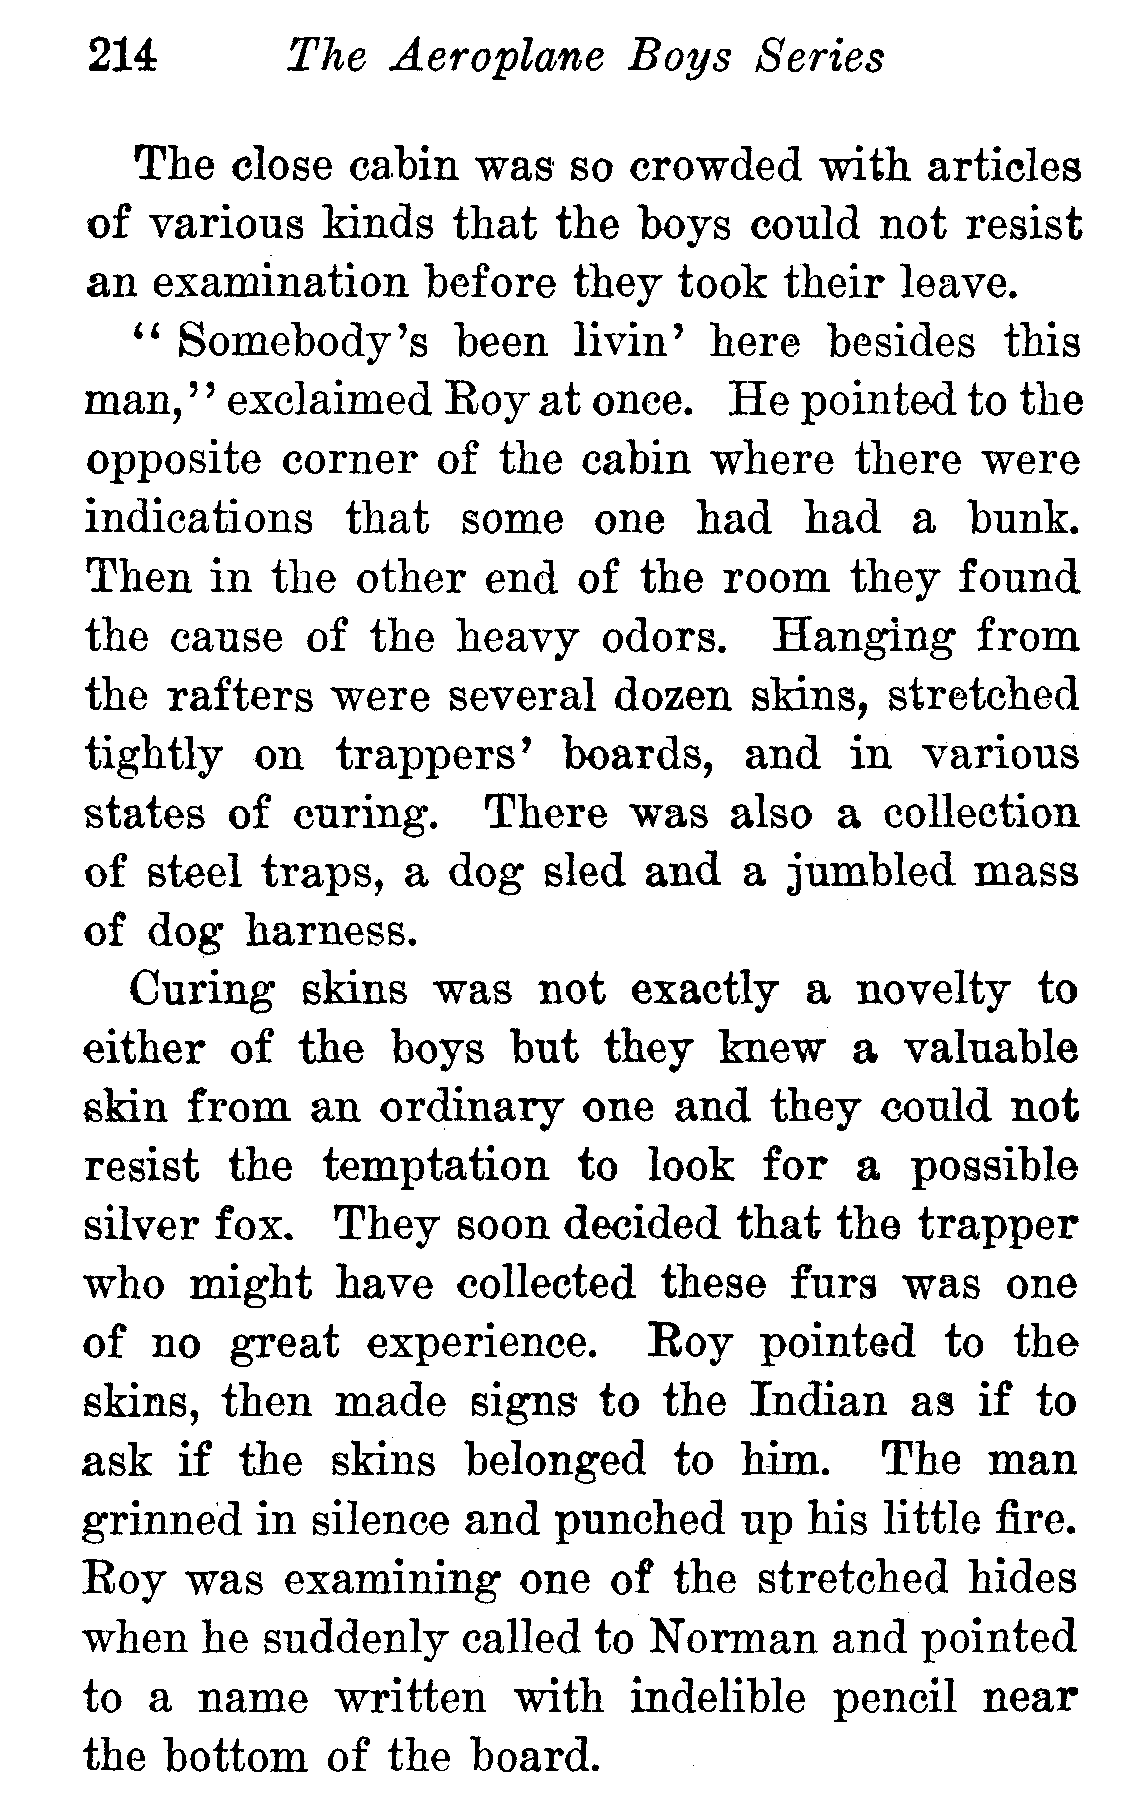 214 The Aeroplane Boys Series
The close cabin was so crowded with articles
of various kinds that the boys could not resist
an examination before they took their leave.
“Somebody’s been livin’ here besides this
man,” exclaimed Roy at once. He pointed to the
opposite corner of the cabin where there were
indications that some one had had a bunk.
Then in the other end of the room they found
the cause of the heavy odors. Hanging from
the rafters were several dozen skins, stretched
tightly on trappers’ boards, and in various
states of curing. There was also a collection
of steel traps, a dog sled and a jumbled mass
of dog harness.
Curing skins was not exactly a novelty to
either of the boys but they knew a valuable
skin from an ordinary one and they could not
resist the temptation to look for a possible
silver fox. They soon decided that the trapper
who might have collected these furs was one
of no great experience. Roy pointed to the
skins, then made signs to the Indian as if to
ask if the skins belonged to him. The man
grinned in silence and punched up his little fire.
Roy was examining one of the stretched hides
when he suddenly called to Norman and pointed
to a name written with indelible pencil near
the bottom of the board.